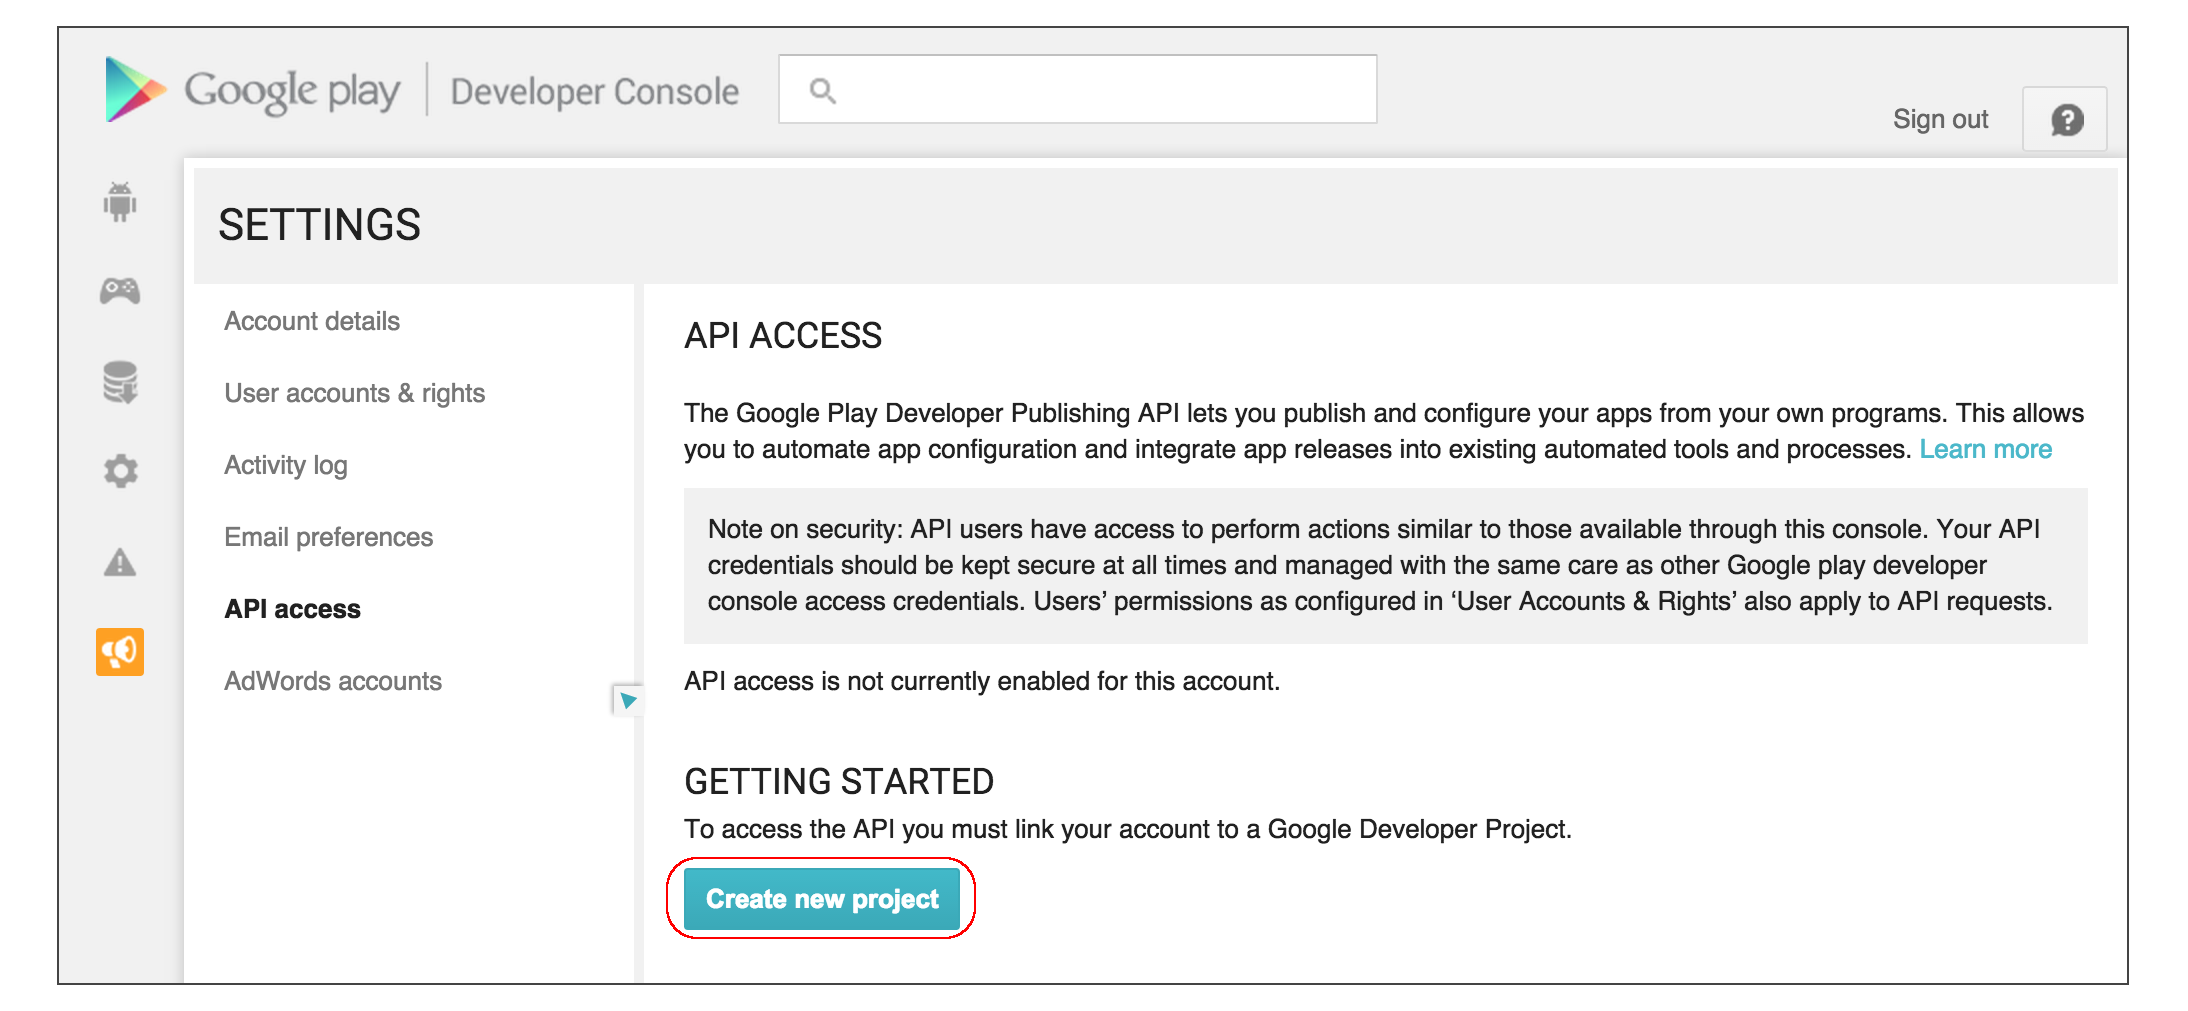 Google play | Developer Console
Sign out
SETTINGS
Account details
User accounts & rights
Activity log
Email preferences
API access
AdWords accounts
API ACCESS
The Google Play Developer Publishing API lets you publish and configure your apps from your own programs. This allows
you to automate app configuration and integrate app releases into existing automated tools and processes. Learn more
Note on security: API users have access to perform actions similar to those available through this console. Your API
credentials should be kept secure at all times and managed with the same care as other Google play developer
console access credentials. Users’ permissions as configured in ‘User Accounts & Rights’ also apply to API requests.
API access is not currently enabled for this account.
GETTING STARTED
To access the API you must link your account to a Google Developer Project.
Create new project